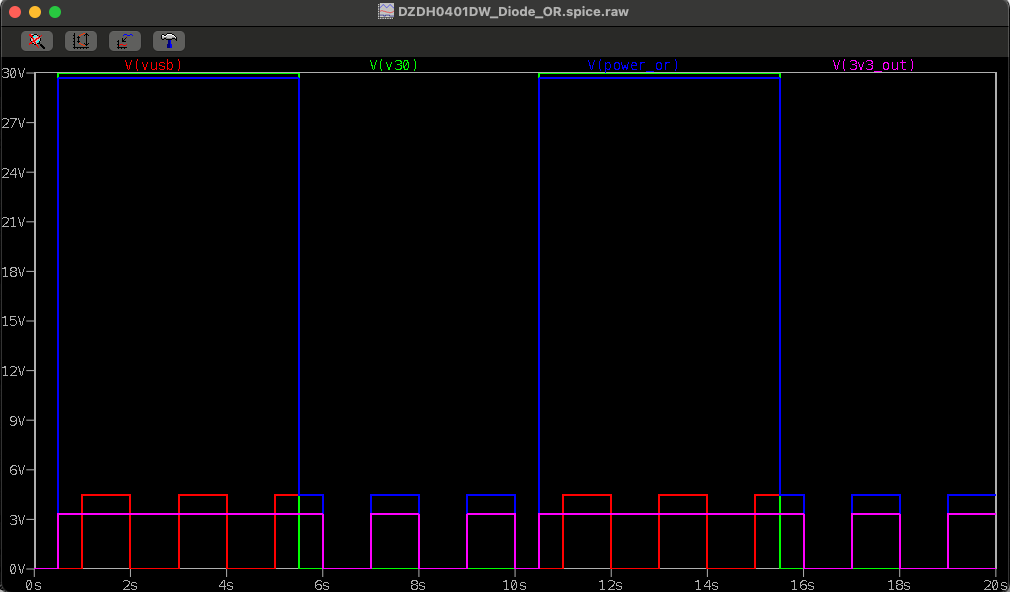 DZDH0401DW_Diode_OR.spice.raw
V(vusb) V(v30) V(power_or) V(3v3_out)
30V
27V
24V
21V
18V
15V
12V
9V
6V
3V
0V
0s 2s 4s 6s 8s 10s 12s 14s 16s 18s 20s